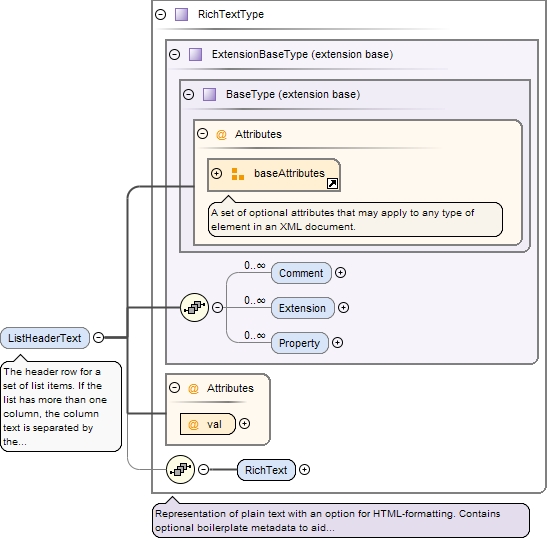 RichTextType
ExtensionBaseType (extension base)
BaseType (extension base)
@ Attributes
baseAttributes
A set of optional attributes that may apply to any type of
element in an XML document.
0..∞
Comment
0..∞
Extension
0..∞
Property
ListHeaderText
The header row for a
set of list items. If the
list has more than one
column, the column
text is separated by
the...
@ Attributes
@ val
RichText
Representation of plain text with an option for HTML-formatting. Contains
optional boilerplate metadata to aid...